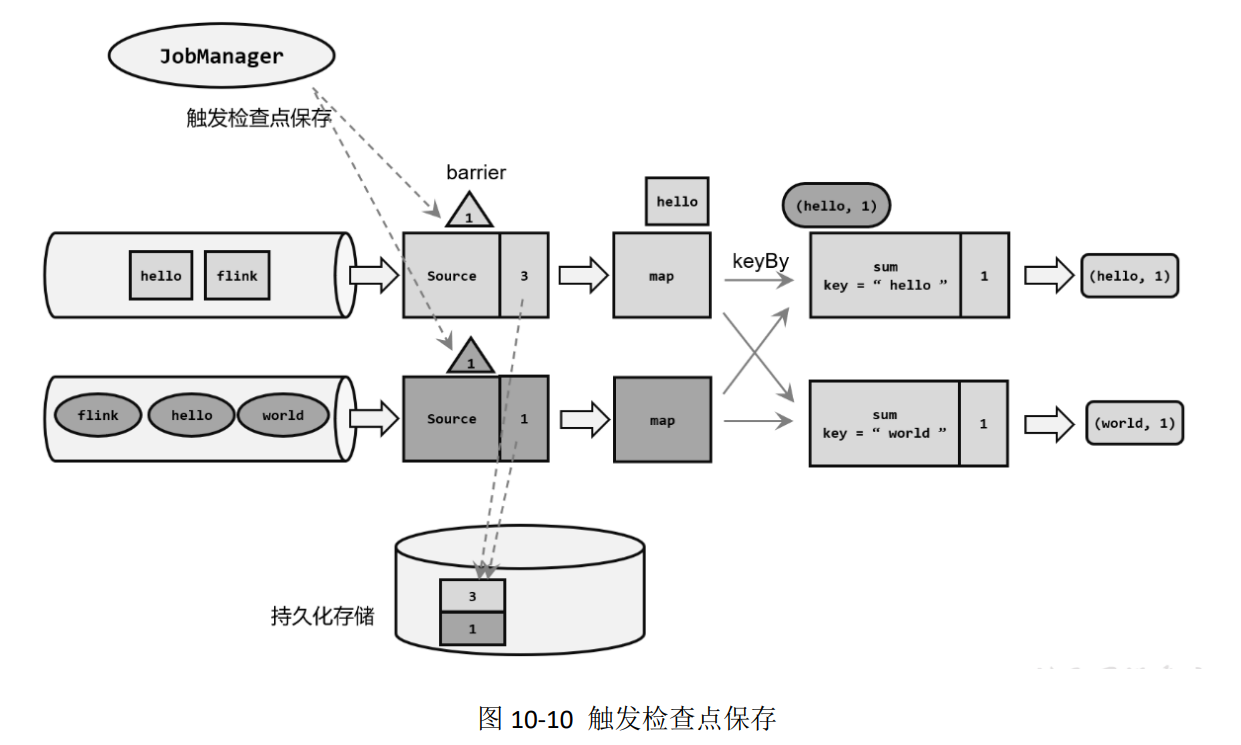 JobManager
触发检查点保存
barrier
1
hello
(hello, 1)
hello
flink
Source
3
map
keyBy
sum
key = “ hello ”
1
(hello, 1)
1
flink
hello
world
Source
1
map
sum
key = “ world ”
1
(world, 1)
持久化存储
3
1
图 10-10 触发检查点保存